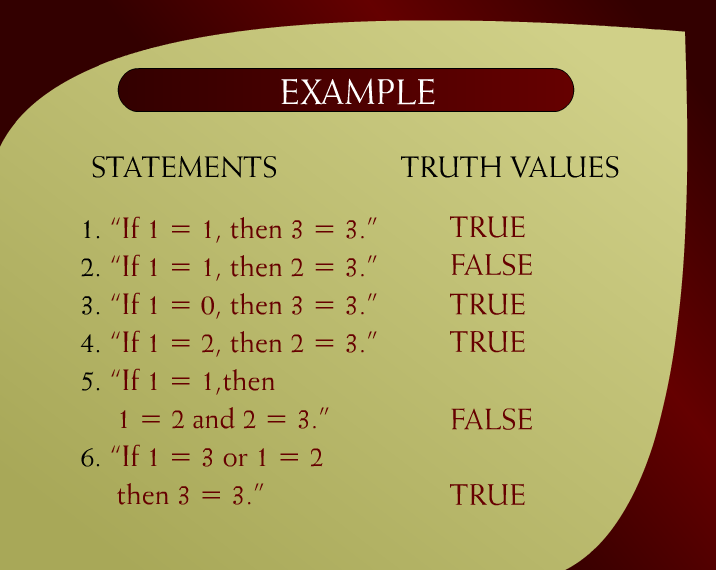 EXAMPLE
STATEMENTS TRUTH VALUES
1. “If 1 = 1, then 3 = 3.” TRUE
2. “If 1 = 1, then 2 = 3.” FALSE
3. “If 1 = 0, then 3 = 3.” TRUE
4. “If 1 = 2, then 2 = 3.” TRUE
5. “If 1 = 1,then
1 = 2 and 2 = 3.” FALSE
6. “If 1 = 3 or 1 = 2
then 3 = 3.” TRUE